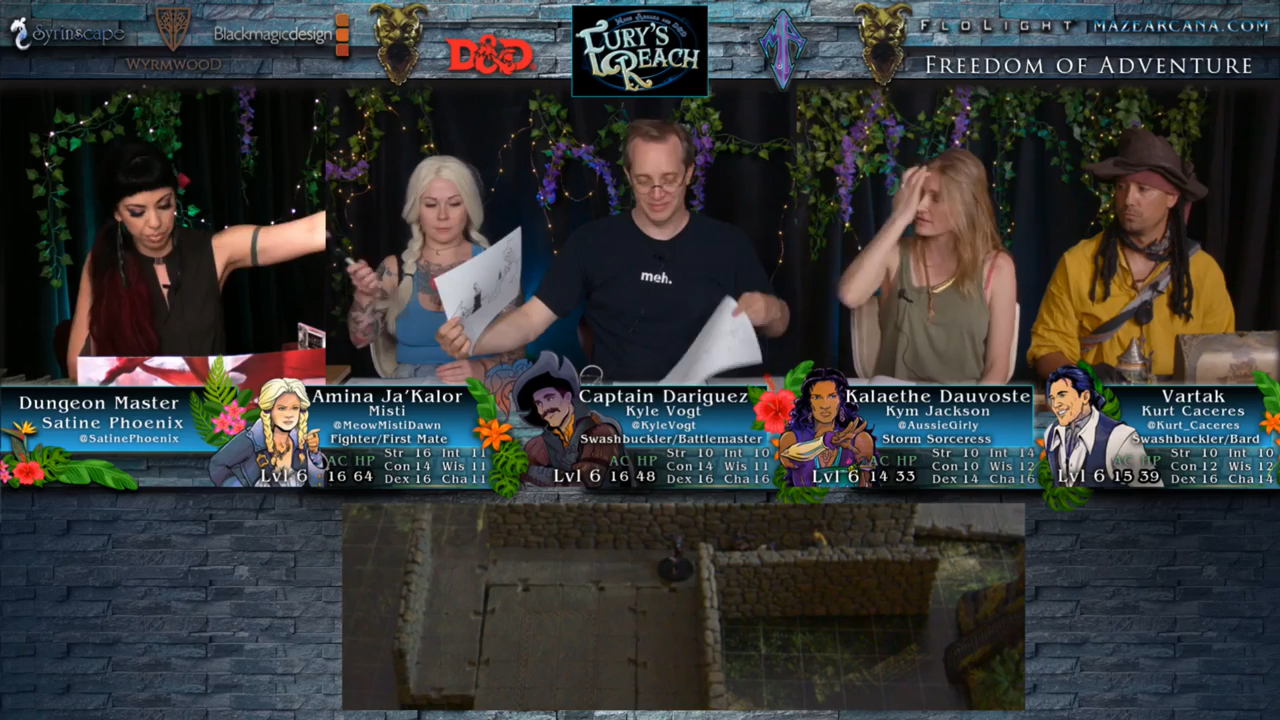 Syrinscape
WYRMWOOD
Blackmagicdesign
D&D
FURY'S REACH
FLOLIGHT | MAZEARCANA.COM
FREEDOM OF ADVENTURE
meh.
Dungeon Master
Satine Phoenix
@SatinePhoenix
Amina Ja'Kalor
Misti
@MeowMistiDawn
Fighter/First Mate
Lvl 6
AC HP
16 64
Str 16 Int 11
Con 14 Wis 11
Dex 16 Cha 11
Captain Dariguez
Kyle Vogt
@KyleVogt
Swashbuckler/Battlemaster
Lvl 6
AC HP
16 48
Str 10 Int 10
Con 14 Wis 11
Dex 16 Cha 16
Kalaethe Dauvoste
Kym Jackson
@AussieGirly
Storm Sorceress
Lvl 6
AC HP
14 33
Str 10 Int 14
Con 10 Wis 12
Dex 14 Cha 16
Vartak
Kurt Caceres
@Kurt_Caceres
Swashbuckler/Bard
Lvl 6
AC HP
15 39
Str 10 Int 10
Con 12 Wis 12
Dex 16 Cha 14